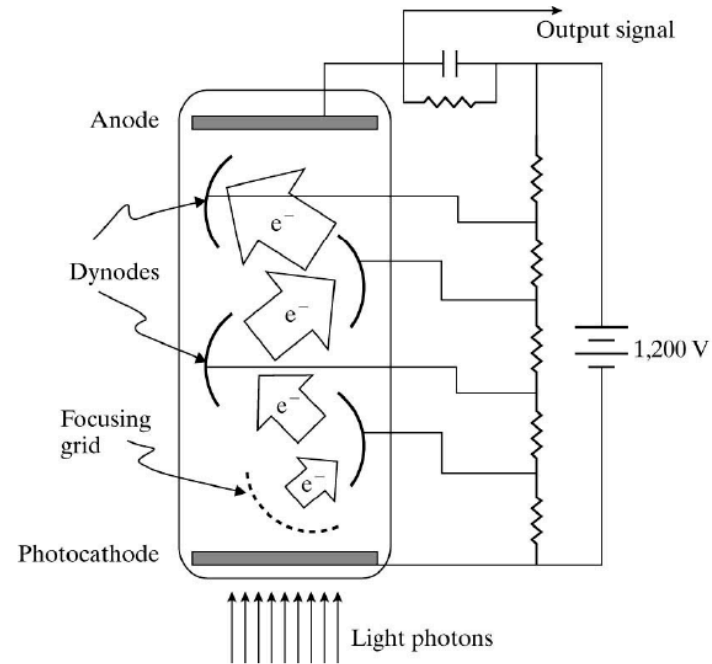 Output signal
Anode
e−
Dynodes
e−
1,200 V
e−
Focusing
grid
e−
Photocathode
Light photons